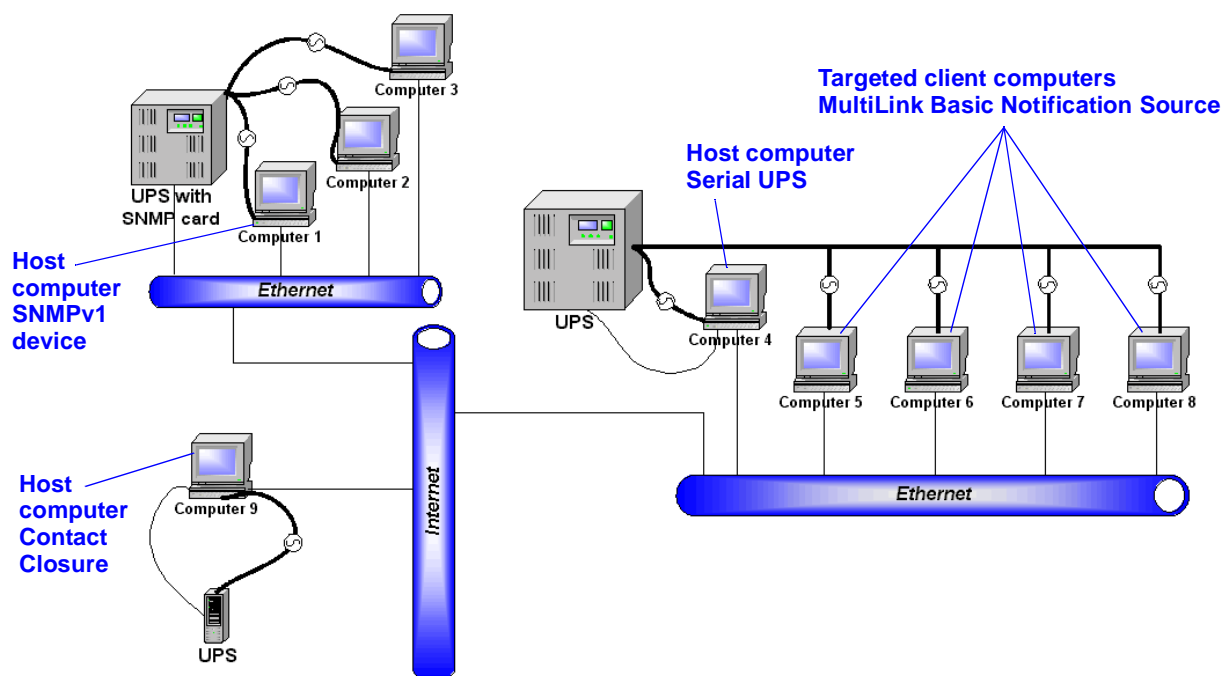 Computer 3
Computer 2
UPS with
SNMP card
Computer 1
Host
computer
SNMPv1
device
Ethernet
Targeted client computers
MultiLink Basic Notification Source
Host computer
Serial UPS
UPS
Computer 4
Computer 5
Computer 6
Computer 7
Computer 8
Ethernet
Internet
Host
computer
Contact
Closure
Computer 9
UPS